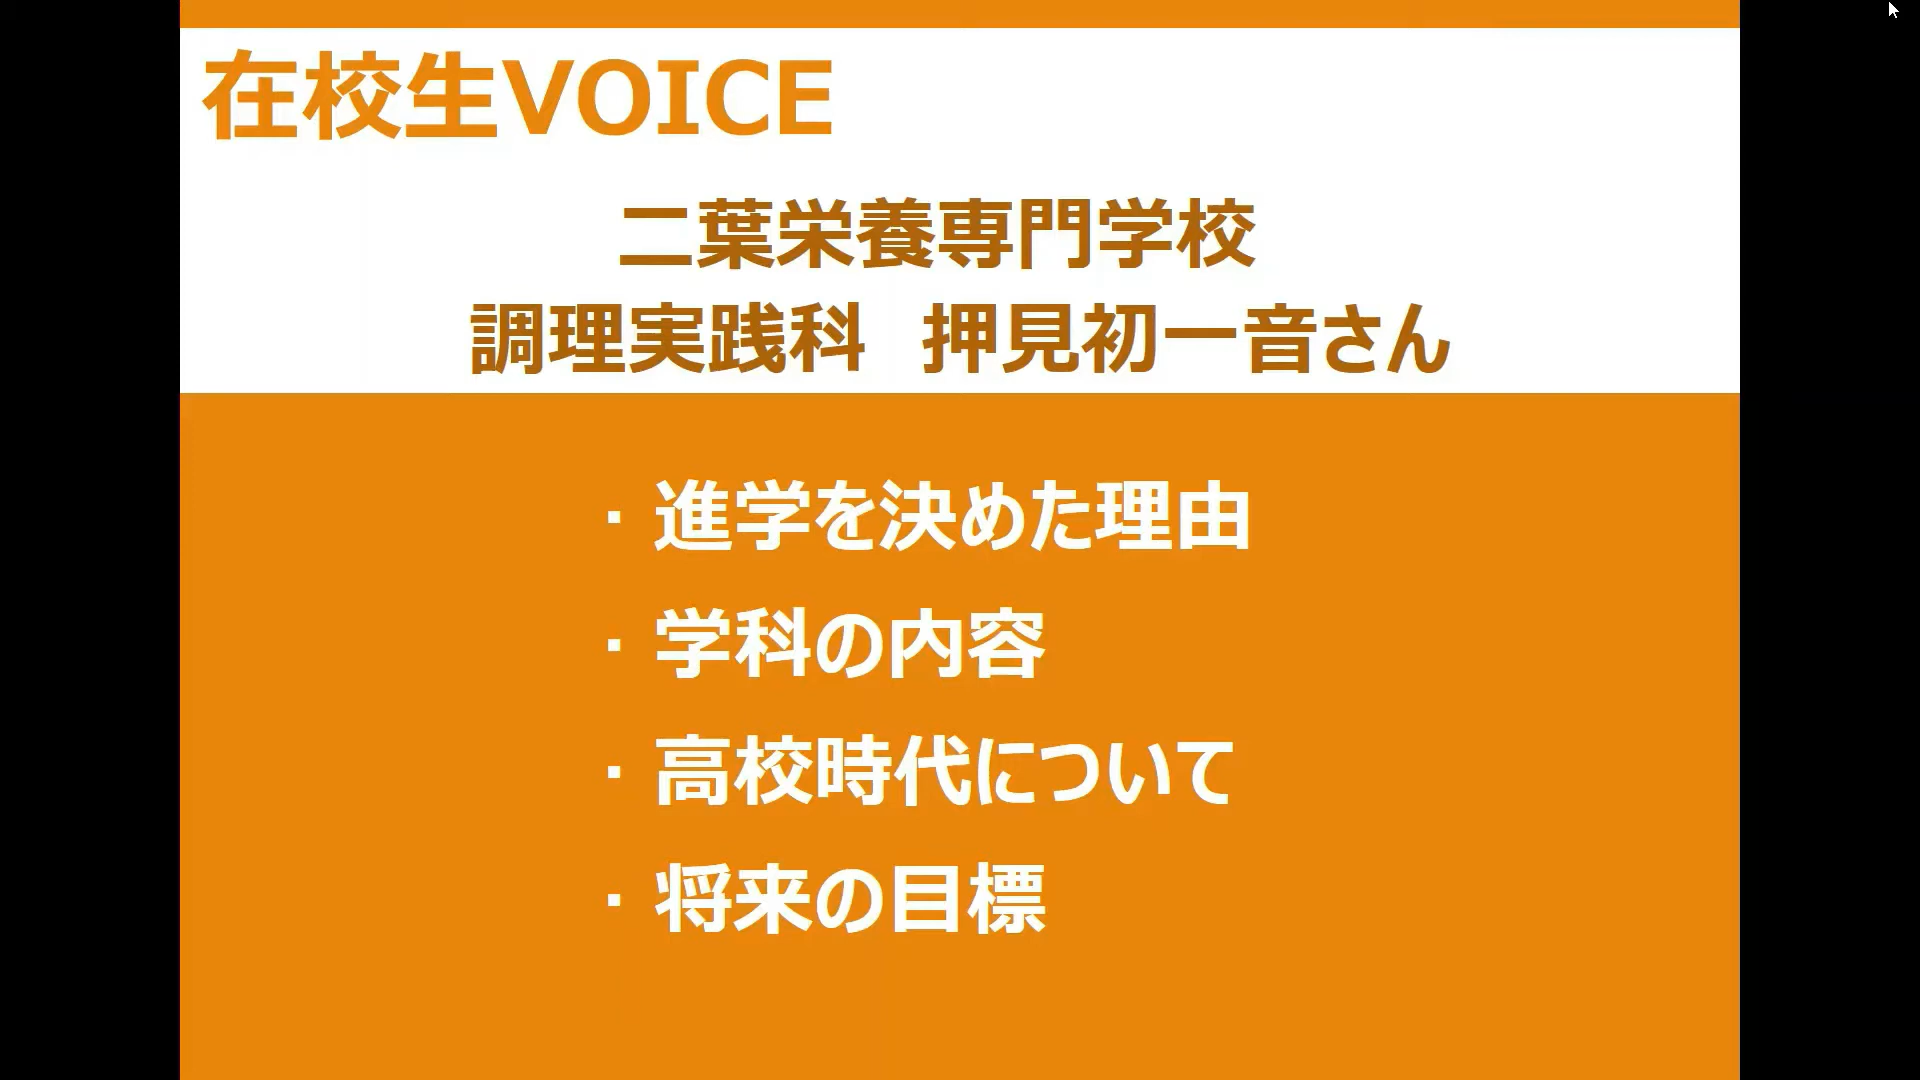 在校生VOICE
二葉栄養専門学校
調理実践科 押見初一音さん
・進学を決めた理由
・学科の内容
・高校時代について
・将来の目標